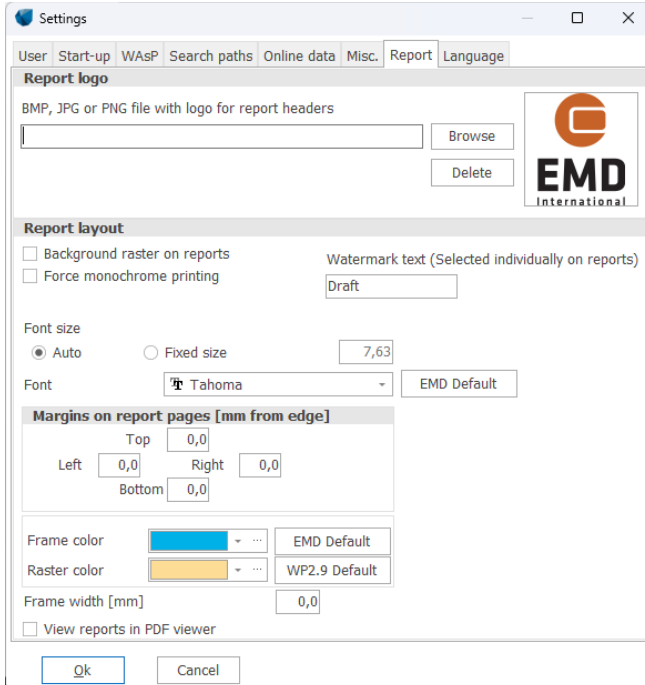 Settings
User Start-up WAsP Search paths Online data Misc. Report Language
Report logo
BMP, JPG or PNG file with logo for report headers
Browse
Delete
EMD
International
Report layout
Background raster on reports
Force monochrome printing
Watermark text (Selected individually on reports)
Draft
Font size
Auto Fixed size 7,63
Font Tahoma EMD Default
Margins on report pages [mm from edge]
Top 0,0
Left 0,0 Right 0,0
Bottom 0,0
Frame color EMD Default
Raster color WP2.9 Default
Frame width [mm] 0,0
View reports in PDF viewer
Ok Cancel